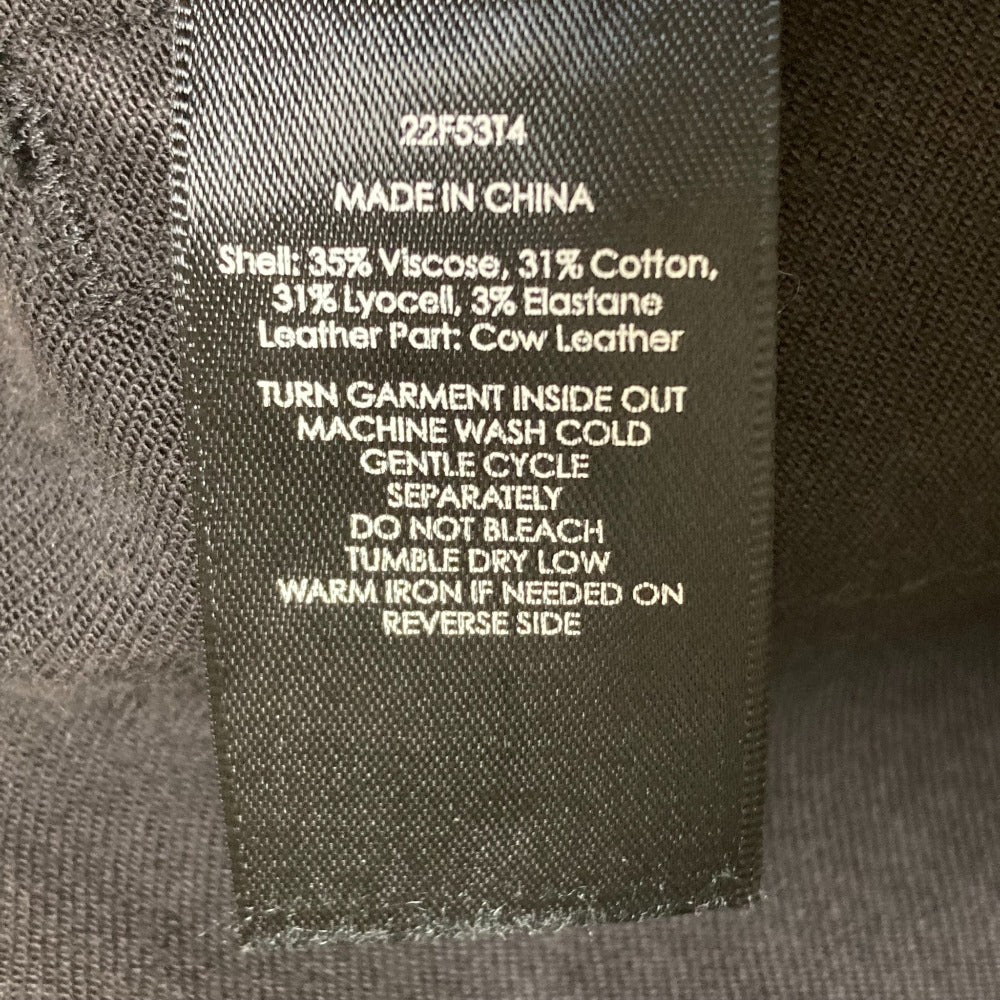 22F53T4
MADE IN CHINA
Shell: 35% Viscose, 31% Cotton,
31% Lyocell, 3% Elastane
Leather Part: Cow Leather
TURN GARMENT INSIDE OUT
MACHINE WASH COLD
GENTLE CYCLE
SEPARATELY
DO NOT BLEACH
TUMBLE DRY LOW
WARM IRON IF NEEDED ON
REVERSE SIDE